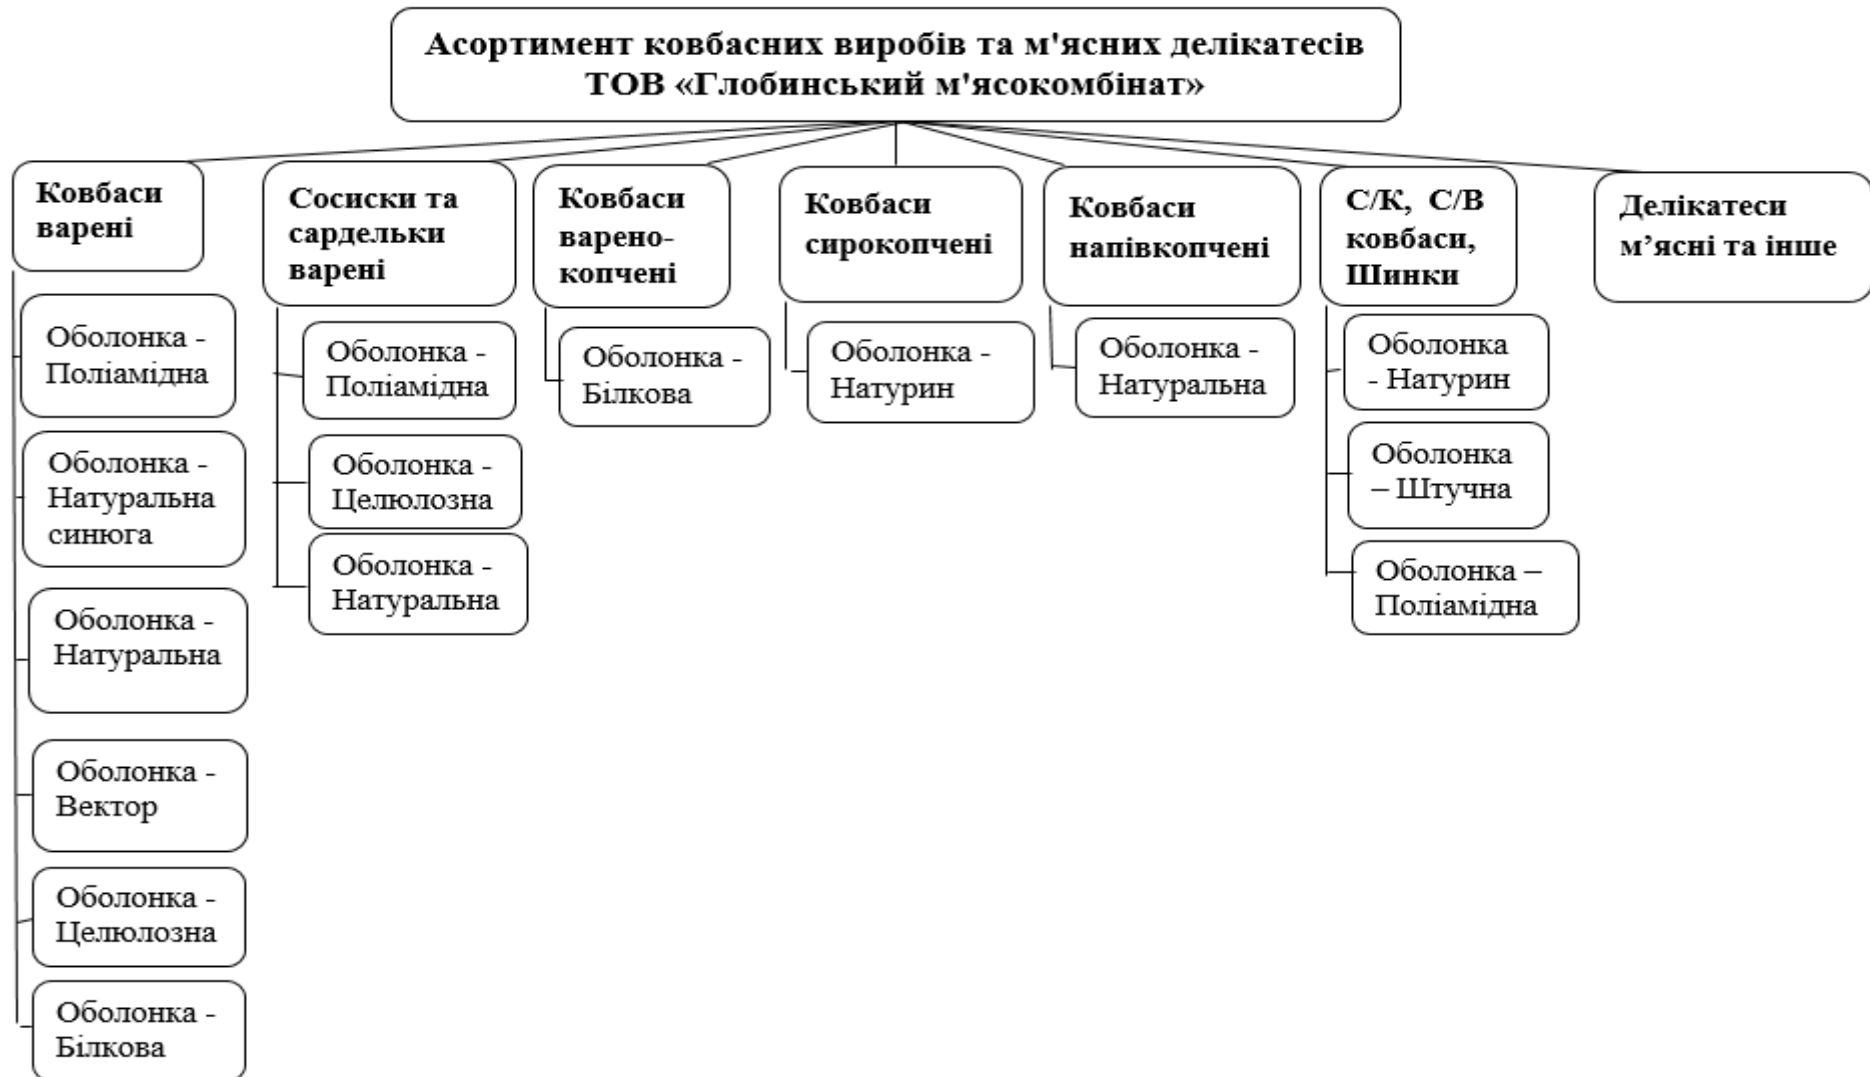 Асортимент ковбасних виробів та м'ясних делікатесів
ТОВ «Глобинський м'ясокомбінат»
Ковбаси
варені
Оболонка -
Поліамідна
Оболонка -
Натуральна
синюга
Оболонка -
Натуральна
Оболонка -
Вектор
Оболонка -
Целюлозна
Оболонка -
Білкова
Сосиски та
сардельки
варені
Оболонка -
Поліамідна
Оболонка -
Целюлозна
Оболонка -
Натуральна
Ковбаси
варено-
копчені
Оболонка -
Білкова
Ковбаси
сирокопчені
Оболонка -
Натурин
Ковбаси
напівкопчені
Оболонка -
Натуральна
С/К, С/В
ковбаси,
Шинки
Оболонка
- Натурин
Оболонка
– Штучна
Оболонка –
Поліамідна
Делікатеси
м’ясні та інше